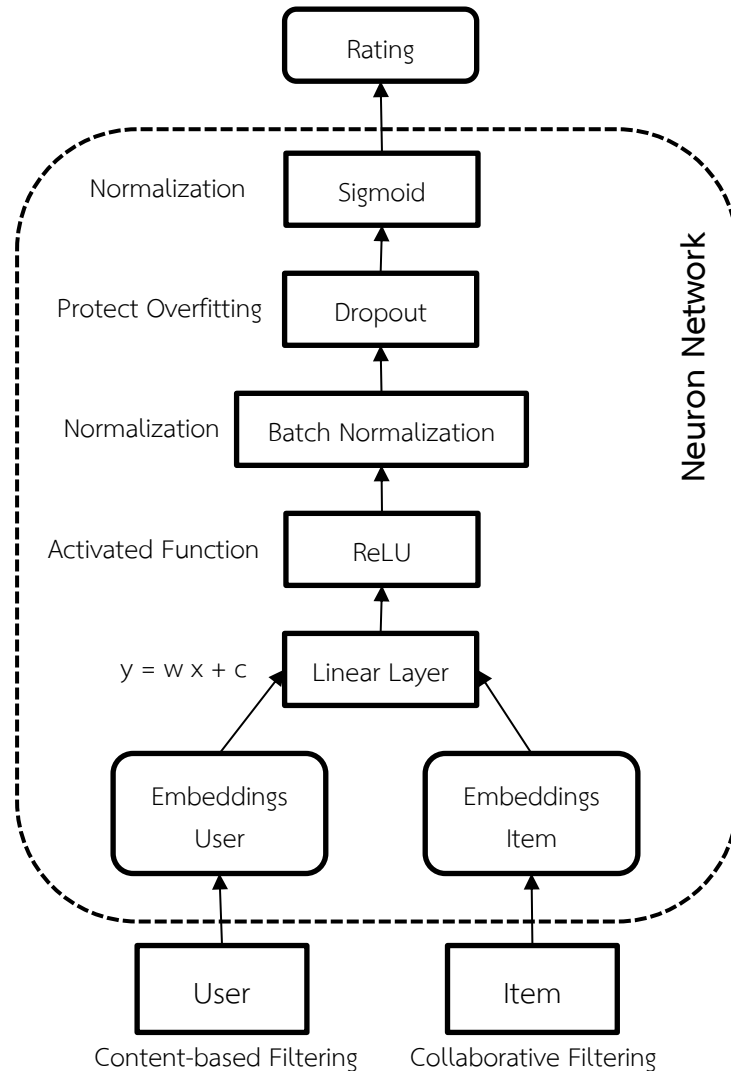 Rating
Normalization
Sigmoid
Protect Overfitting
Dropout
Neuron Network
Normalization
Batch Normalization
Activated Function
ReLU
y = w x + c
Linear Layer
Embeddings
User
Embeddings
Item
User
Item
Content-based Filtering
Collaborative Filtering